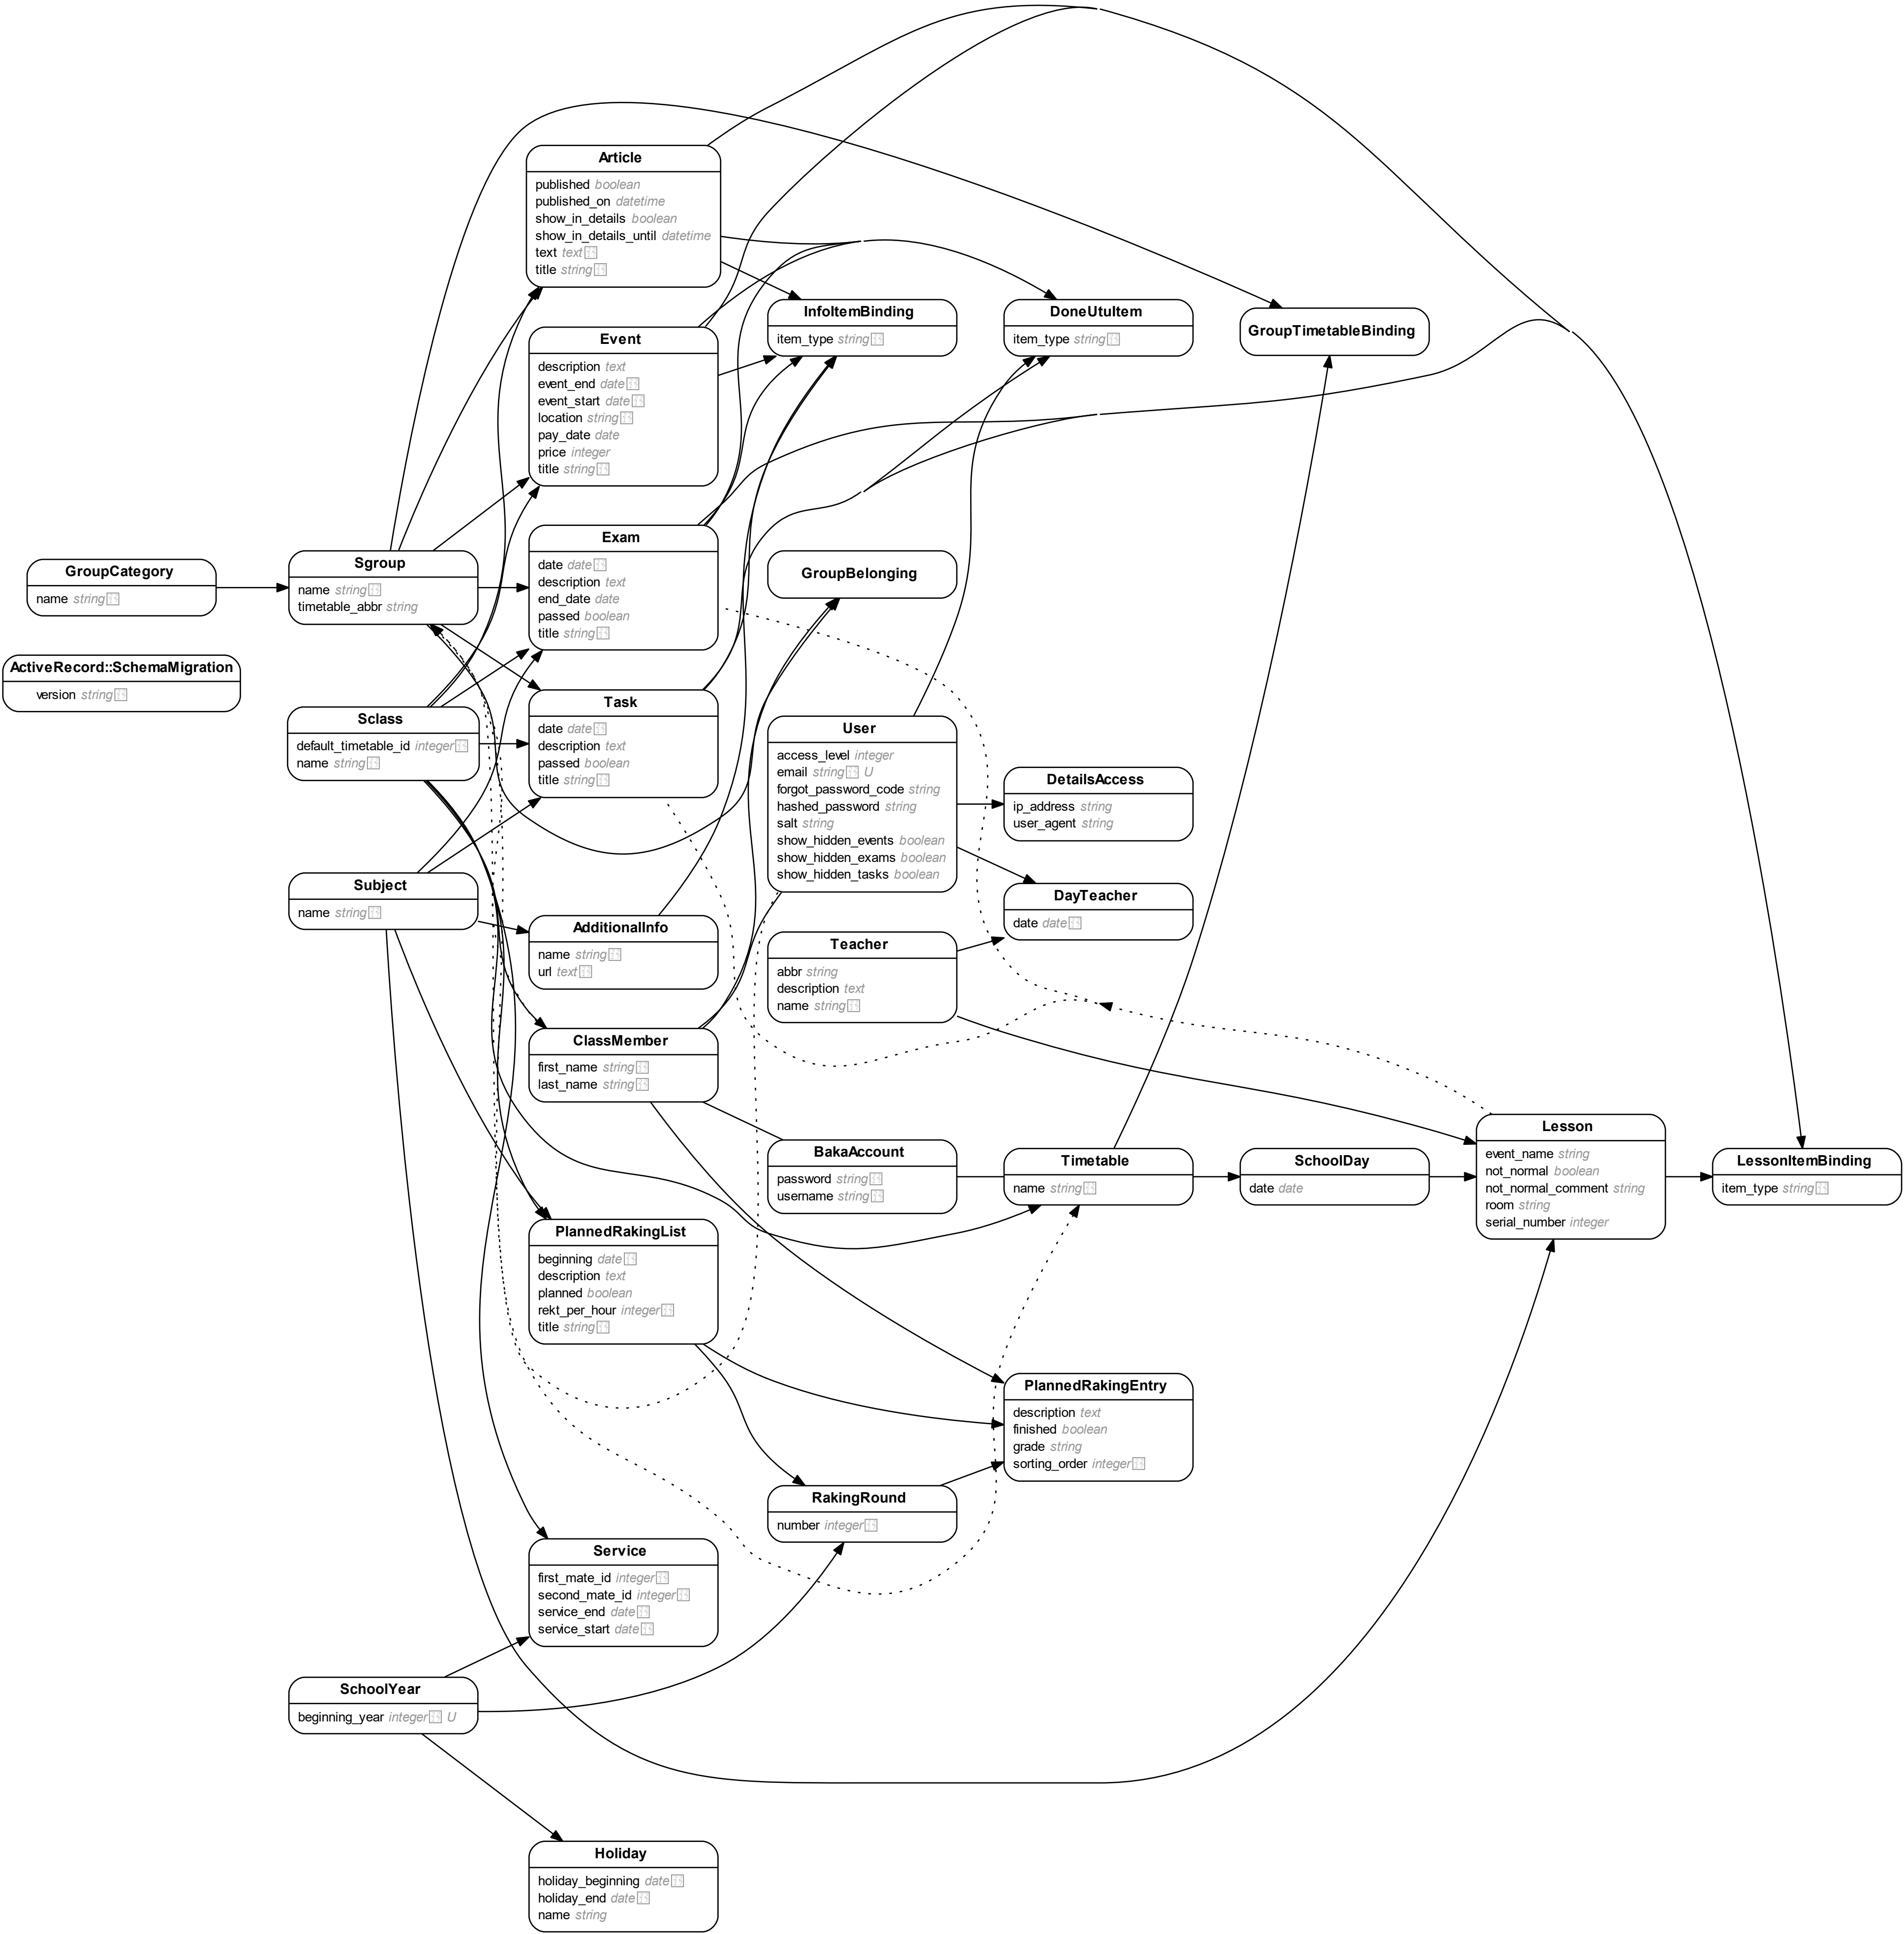 Article
published boolean
published_on datetime
show_in_details boolean
show_in_details_until datetime
text text
title string
Event
description text
event_end date
event_start date
location string
pay_date date
price integer
title string
InfoItemBinding
item_type string
DoneUtuItem
item_type string
GroupTimetableBinding
GroupCategory
name string
Sgroup
name string
timetable_abbr string
Exam
date date
description text
end_date date
passed boolean
title string
GroupBelonging
ActiveRecord::SchemaMigration
version string
Sclass
default_timetable_id integer
name string
Task
date date
description text
passed boolean
title string
User
access_level integer
email string U
forgot_password_code string
hashed_password string
salt string
show_hidden_events boolean
show_hidden_exams boolean
show_hidden_tasks boolean
DetailsAccess
ip_address string
user_agent string
DayTeacher
date date
Subject
name string
AdditionalInfo
name string
url text
Teacher
abbr string
description text
name string
ClassMember
first_name string
last_name string
BakaAccount
password string
username string
Timetable
name string
SchoolDay
date date
Lesson
event_name string
not_normal boolean
not_normal_comment string
room string
serial_number integer
LessonItemBinding
item_type string
PlannedRakingList
beginning date
description text
planned boolean
rekt_per_hour integer
title string
PlannedRakingEntry
description text
finished boolean
grade string
sorting_order integer
RakingRound
number integer
Service
first_mate_id integer
second_mate_id integer
service_end date
service_start date
SchoolYear
beginning_year integer U
Holiday
holiday_beginning date
holiday_end date
name string